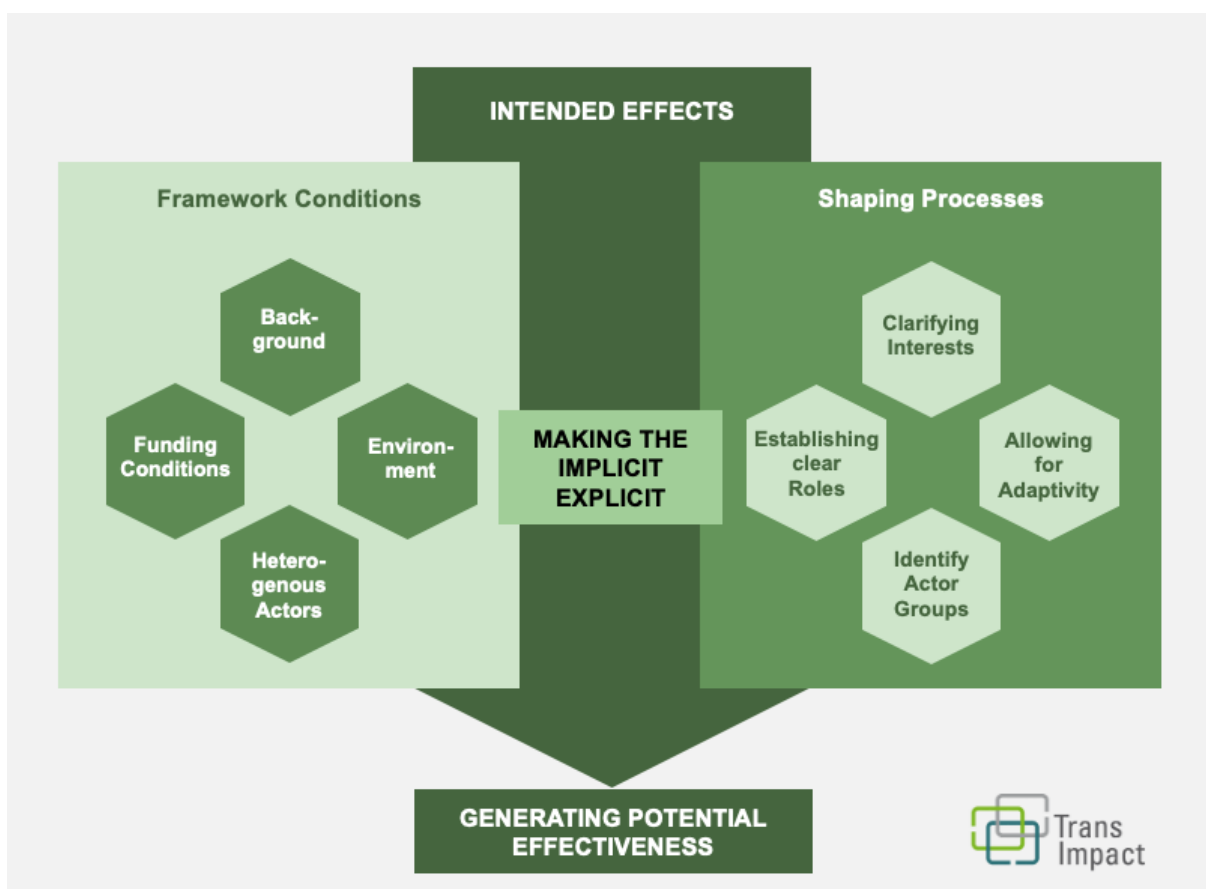 INTENDED EFFECTS
Framework Conditions
Back-
ground
Funding
Conditions
Environ-
ment
Hetero-
genous
Actors
MAKING THE
IMPLICIT
EXPLICIT
Shaping Processes
Clarifying
Interests
Establishing
clear
Roles
Allowing
for
Adaptivity
Identify
Actor
Groups
GENERATING POTENTIAL
EFFECTIVENESS
Trans
Impact